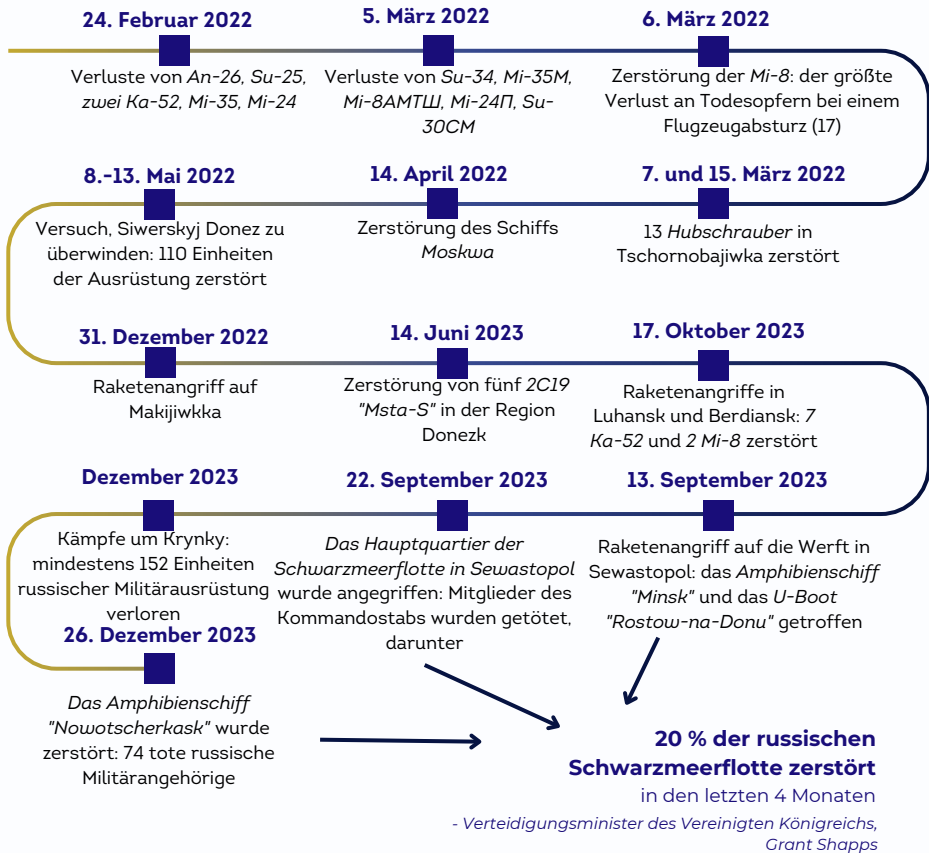 24. Februar 2022
Verluste von An-26, Su-25,
zwei Ka-52, Mi-35, Mi-24
5. März 2022
Verluste von Su-34, Mi-35M,
Mi-8АМТШ, Mi-24П, Su-
30CM
6. März 2022
Zerstörung der Mi-8: der größte
Verlust an Todesopfern bei einem
Flugzeugabsturz (17)
7. und 15. März 2022
13 Hubschrauber in
Tschornobajiwka zerstört
14. April 2022
Zerstörung des Schiffs
Moskwa
8.-13. Mai 2022
Versuch, Siwerskyj Donez zu
überwinden: 110 Einheiten
der Ausrüstung zerstört
31. Dezember 2022
Raketenangriff auf
Makijiwkka
14. Juni 2023
Zerstörung von fünf 2C19
"Msta-S" in der Region
Donezk
17. Oktober 2023
Raketenangriffe in
Luhansk und Berdiansk: 7
Ka-52 und 2 Mi-8 zerstört
13. September 2023
Raketenangriff auf die Werft in
Sewastopol: das Amphibienschiff
"Minsk" und das U-Boot
"Rostow-na-Donu" getroffen
22. September 2023
Das Hauptquartier der
Schwarzmeerflotte in Sewastopol
wurde angegriffen: Mitglieder des
Kommandostabs wurden getötet,
darunter
Dezember 2023
Kämpfe um Krynky:
mindestens 152 Einheiten
russischer Militärausrüstung
verloren
26. Dezember 2023
Das Amphibienschiff
"Nowotscherkask" wurde
zerstört: 74 tote russische
Militärangehörige
20 % der russischen
Schwarzmeerflotte zerstört
in den letzten 4 Monaten
- Verteidigungsminister des Vereinigten Königreichs,
Grant Shapps